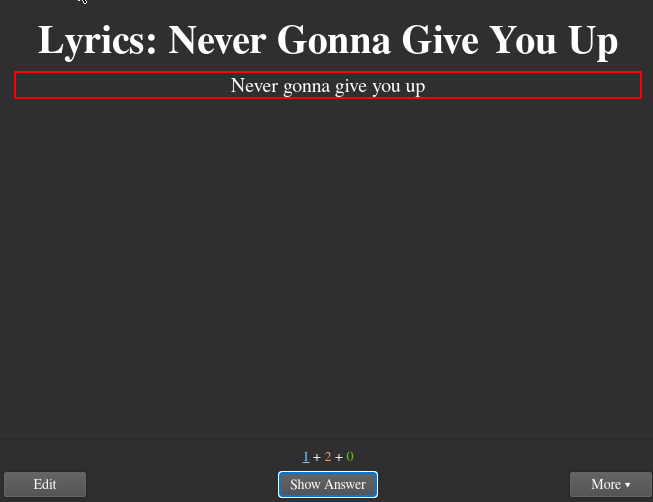 Lyrics: Never Gonna Give You Up
Never gonna give you up
1 + 2 + 0
Edit
Show Answer
More ▾